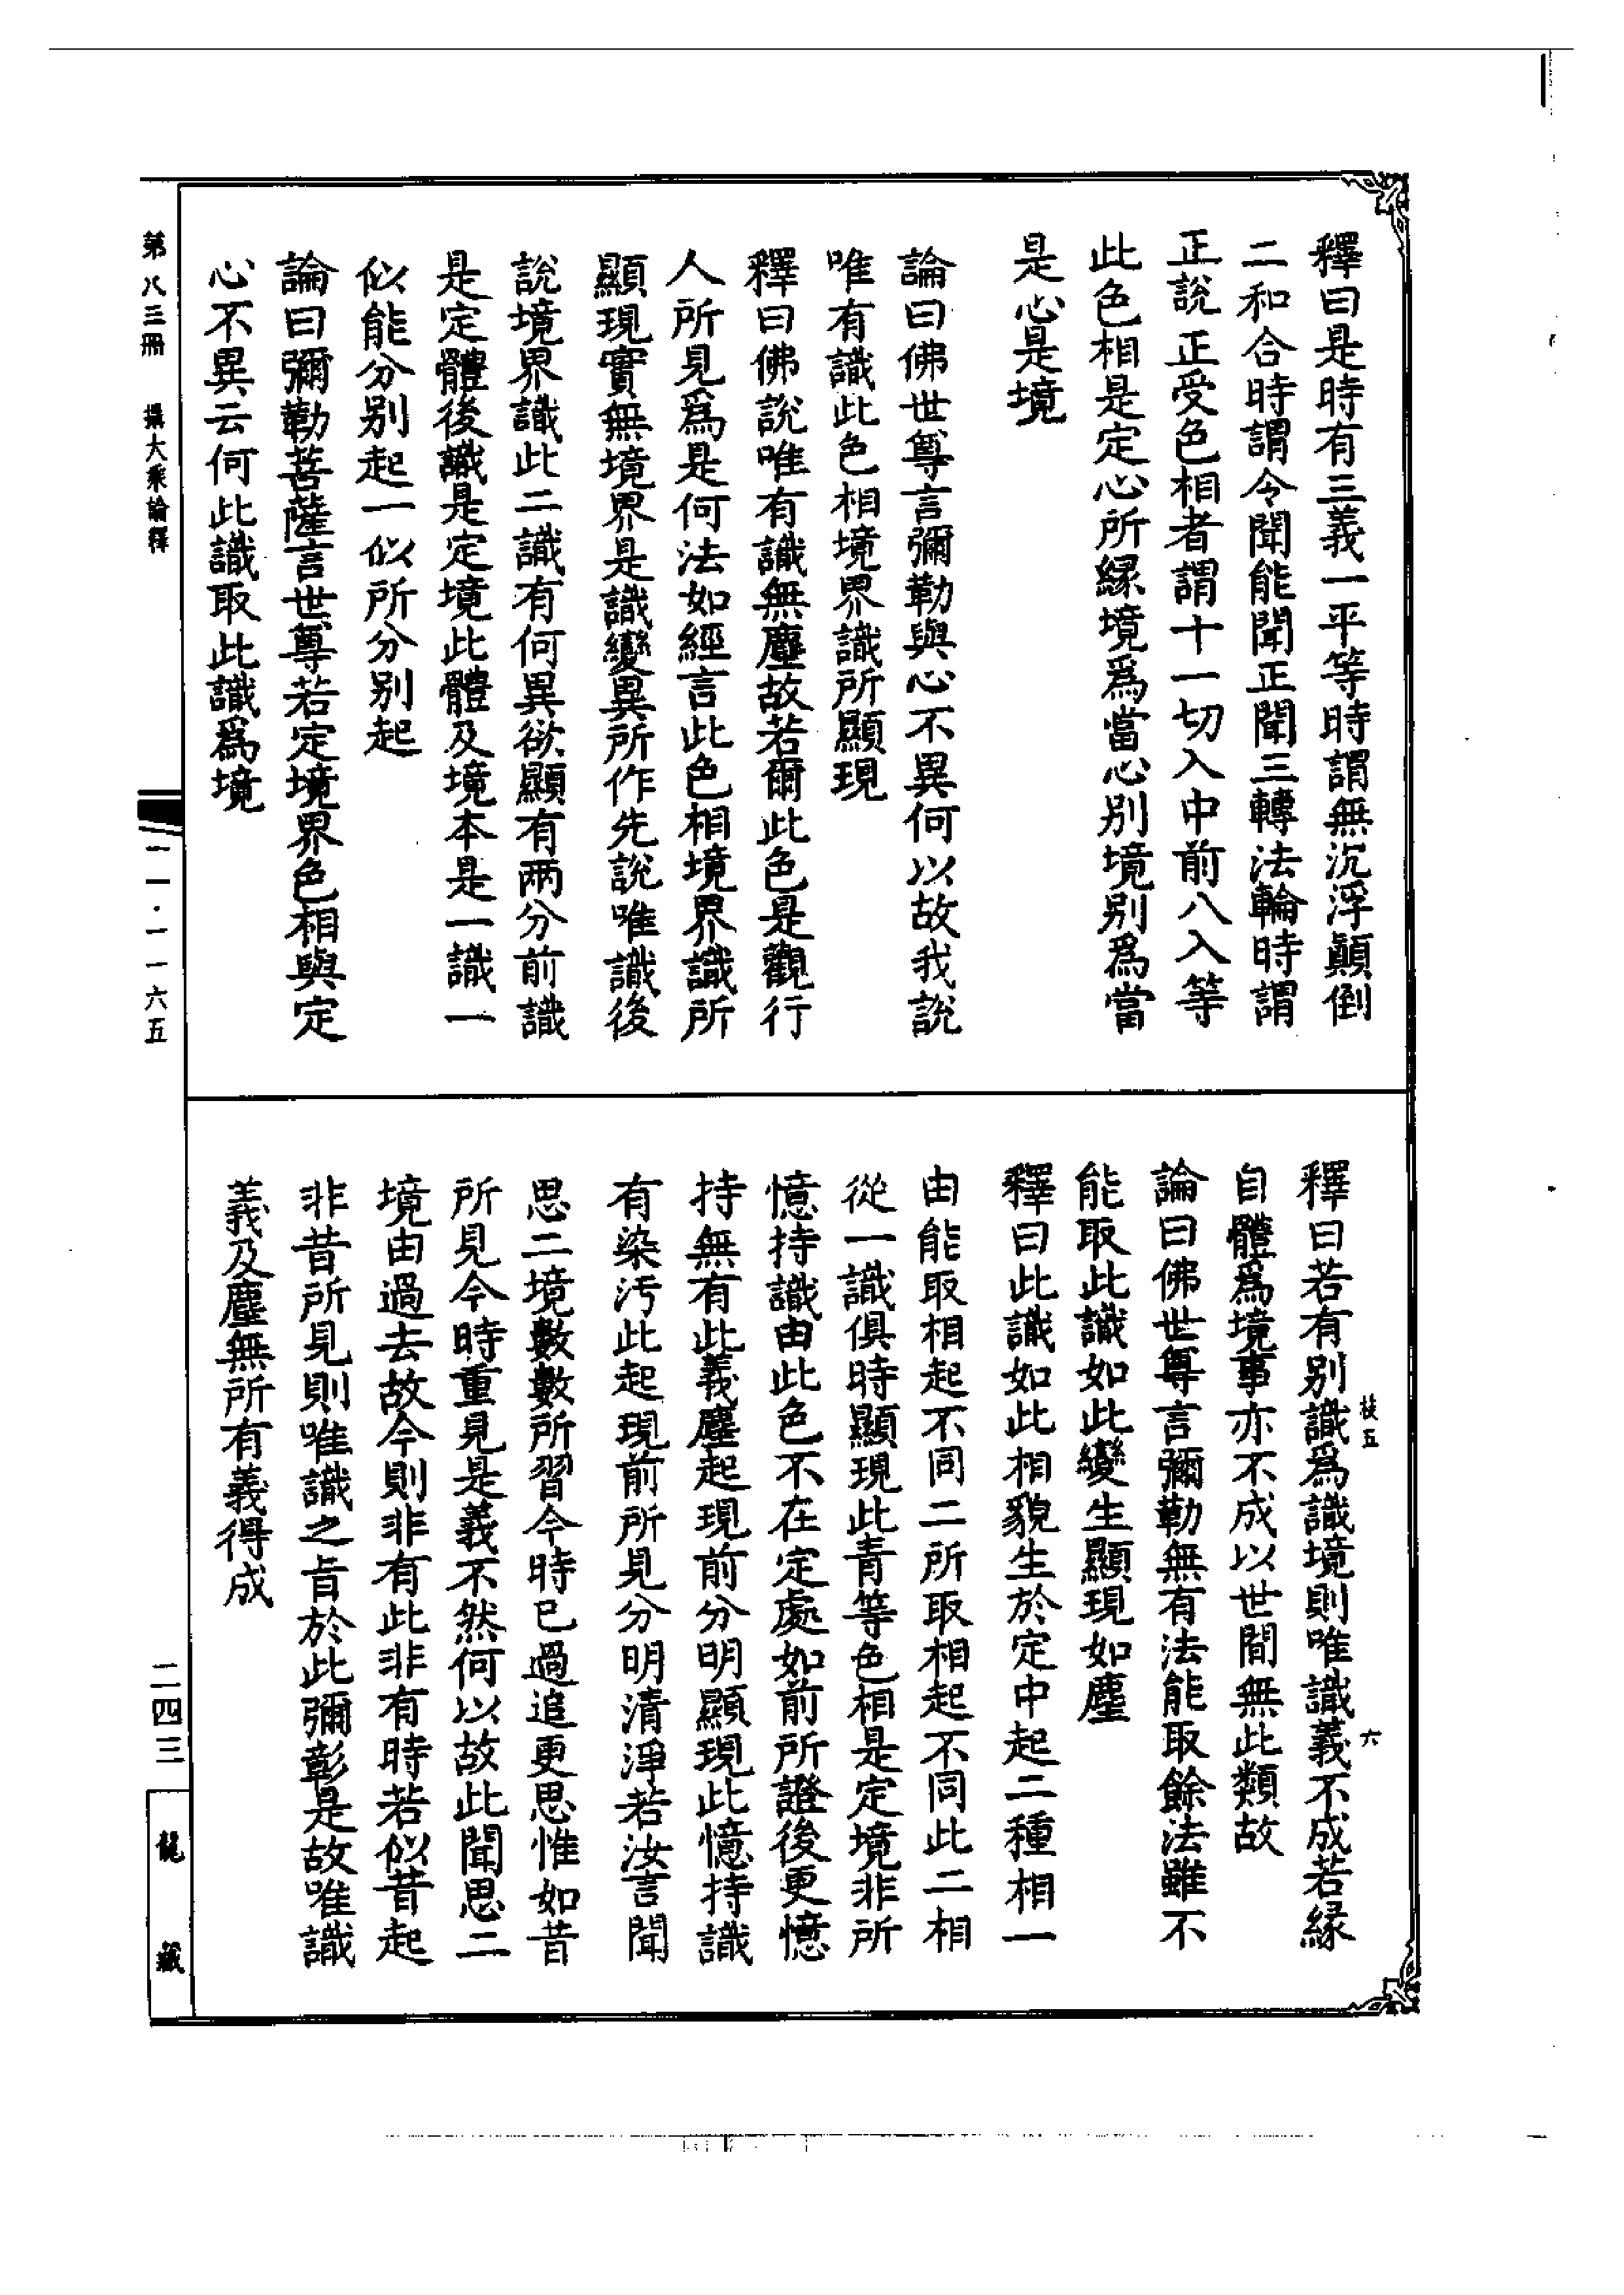 釋曰是時有三義一平等時謂無沉浮顛倒
二和合時謂令聞能聞正聞三轉法輪時謂
正說正受色相者謂十一切入中前八入等
此色相是定心所緣境爲當心別境別爲當
是心是境
論曰佛世尊言彌勒與心不異何以故我說
唯有識此色相境界識所顯現
釋曰佛說唯有識無塵故若爾此色是觀行
人所見爲是何法如經言此色相境界識所
顯現實無境界是識變異所作先說唯識後
說境界識此二識有何異欲顯有兩分前識
是定體後識是定境此體及境本是一識一
似能分別起一似所分別起
論曰彌勒菩薩言世尊若定境界色相與定
心不異云何此識取此識爲境
釋曰若有別識爲識境則唯識義不成若緣
自體爲境事亦不成以世間無此類故
論曰佛世尊言彌勒無有法能取餘法雖不
能取此識如此變生顯現如塵
釋曰此識如此相貌生於定中起二種相一
由能取相起不同二所取相起不同此二相
從一識俱時顯現此青等色相是定境非所
憶持識由此色不在定處如前所證後更憶
持無有此義塵起現前分明顯現此憶持識
有染汚此起現前所見分明清淨若汝言聞
思二境數數所習今時已過追更思惟如昔
所見今時重見是義不然何以故此聞思二
境由過去故今則非有此非有時若似昔起
非昔所見則唯識之旨於此彌彰是故唯識
義及塵無所有義得成
枝五
六
第八三冊
攝大乘論釋
一一·一一六五
二四三
龍藏